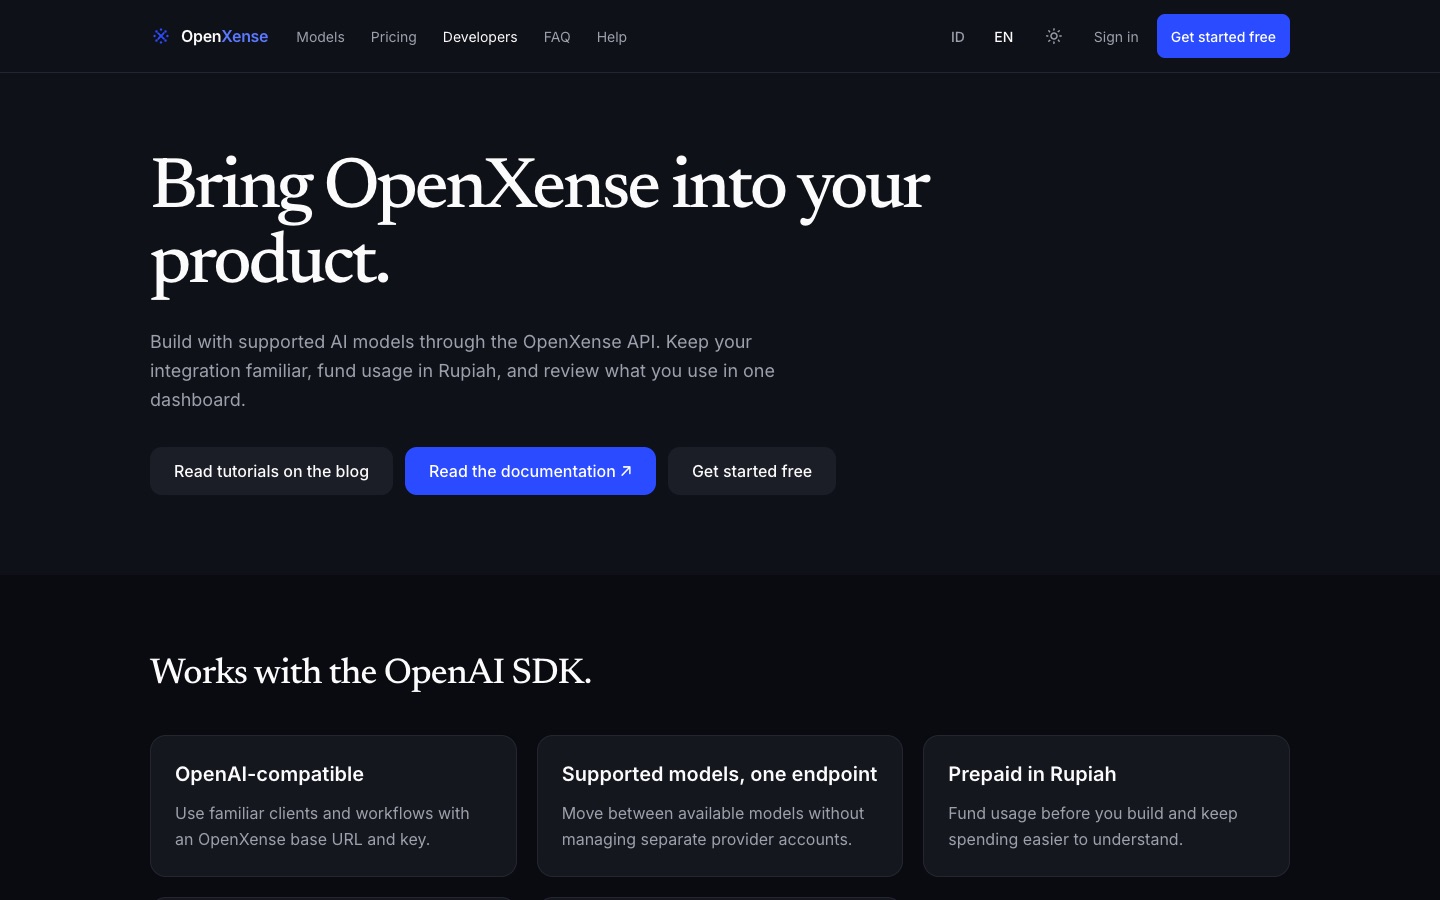 OpenXense Models Pricing Developers FAQ Help ID EN Sign in Get started free
Bring OpenXense into your
product.
Build with supported AI models through the OpenXense API. Keep your
integration familiar, fund usage in Rupiah, and review what you use in one
dashboard.
Read tutorials on the blog Read the documentation ↗ Get started free
Works with the OpenAI SDK.
OpenAI-compatible
Use familiar clients and workflows with
an OpenXense base URL and key.
Supported models, one endpoint
Move between available models without
managing separate provider accounts.
Prepaid in Rupiah
Fund usage before you build and keep
spending easier to understand.